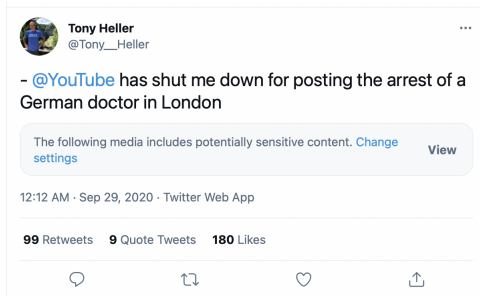 Tony Heller
@Tony__Heller
- @YouTube has shut me down for posting the arrest of a
German doctor in London
The following media includes potentially sensitive content. Change
settings
View
12:12 AM · Sep 29, 2020 · Twitter Web App
99 Retweets 9 Quote Tweets 180 Likes